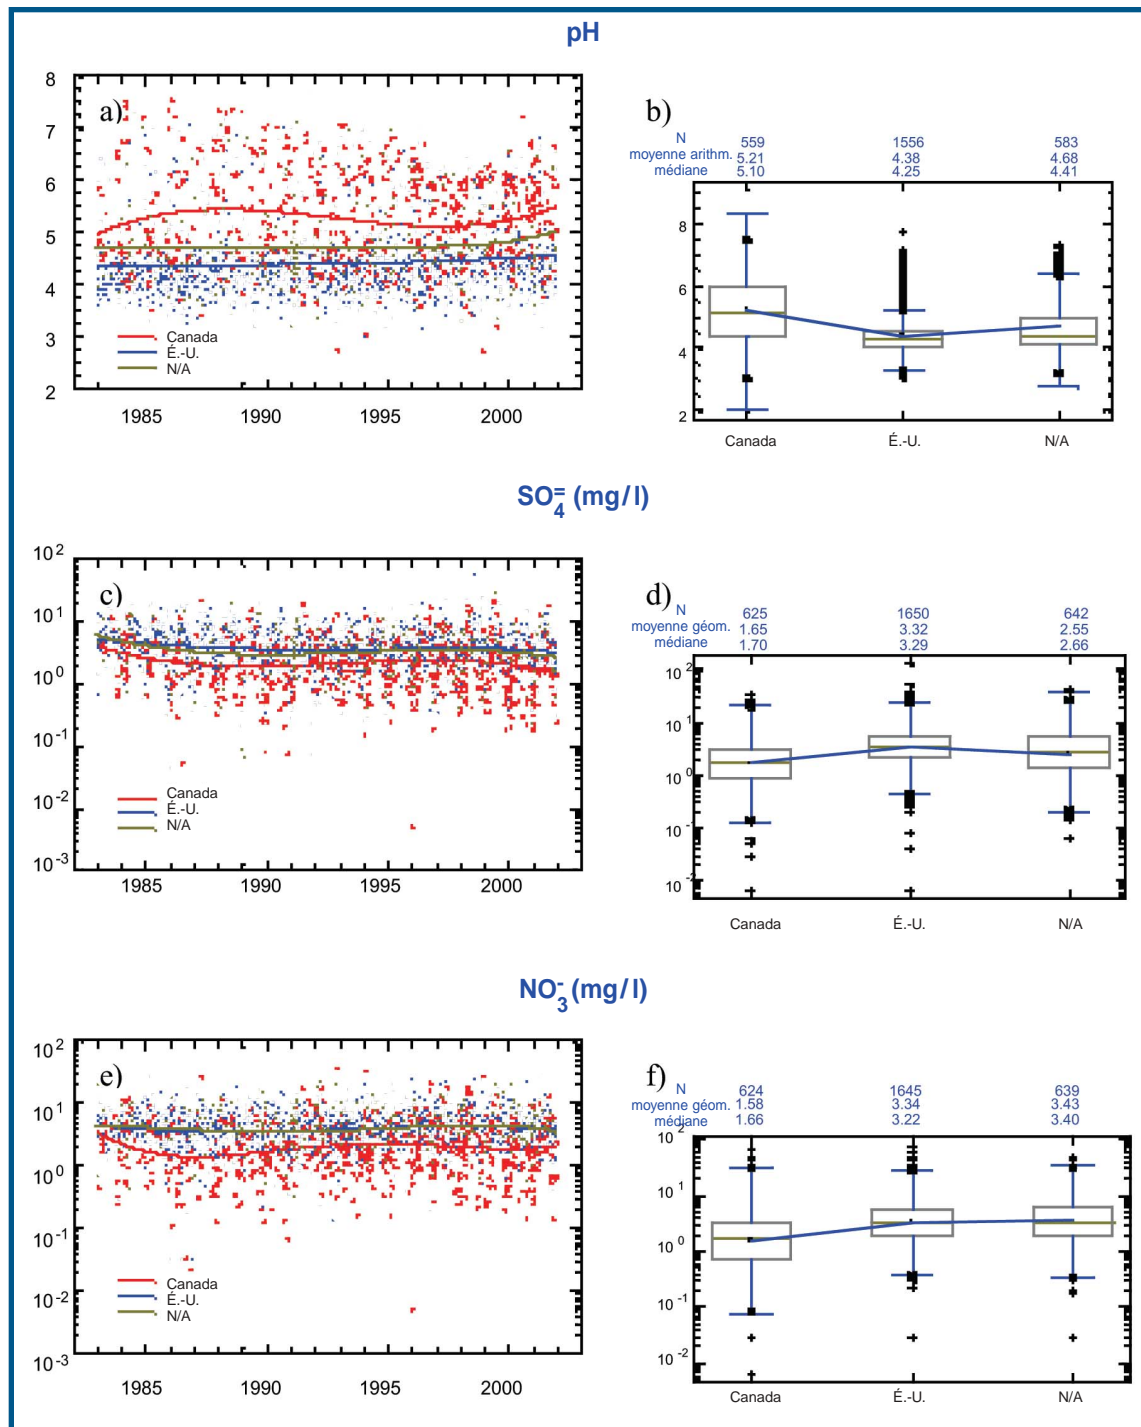 pH
a)
8
7
6
5
4
3
2
Canada
É.-U.
N/A
1985 1990 1995 2000
b)
N 559 1556 583
moyenne arithm. 5.21 4.38 4.68
médiane 5.10 4.25 4.41
8
6
4
2
Canada É.-U. N/A
SO₄⁼ (mg/l)
c)
10²
10¹
10⁰
10⁻¹
10⁻²
10⁻³
Canada
É.-U.
N/A
1985 1990 1995 2000
d)
N 625 1650 642
moyenne géom. 1.65 3.32 2.55
médiane 1.70 3.29 2.66
10²
10¹
10⁰
10⁻¹
10⁻²
Canada É.-U. N/A
NO₃⁻ (mg/l)
e)
10²
10¹
10⁰
10⁻¹
10⁻²
10⁻³
Canada
É.-U.
N/A
1985 1990 1995 2000
f)
N 624 1645 639
moyenne géom. 1.58 3.34 3.43
médiane 1.66 3.22 3.40
10²
10¹
10⁰
10⁻¹
10⁻²
Canada É.-U. N/A